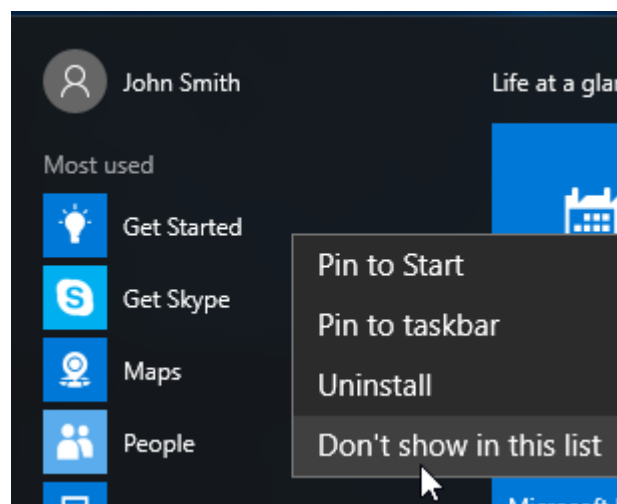 John Smith
Life at a
Most used
Get Started
Get Skype
Maps
People
Pin to Start
Pin to taskbar
Uninstall
Don't show in this list